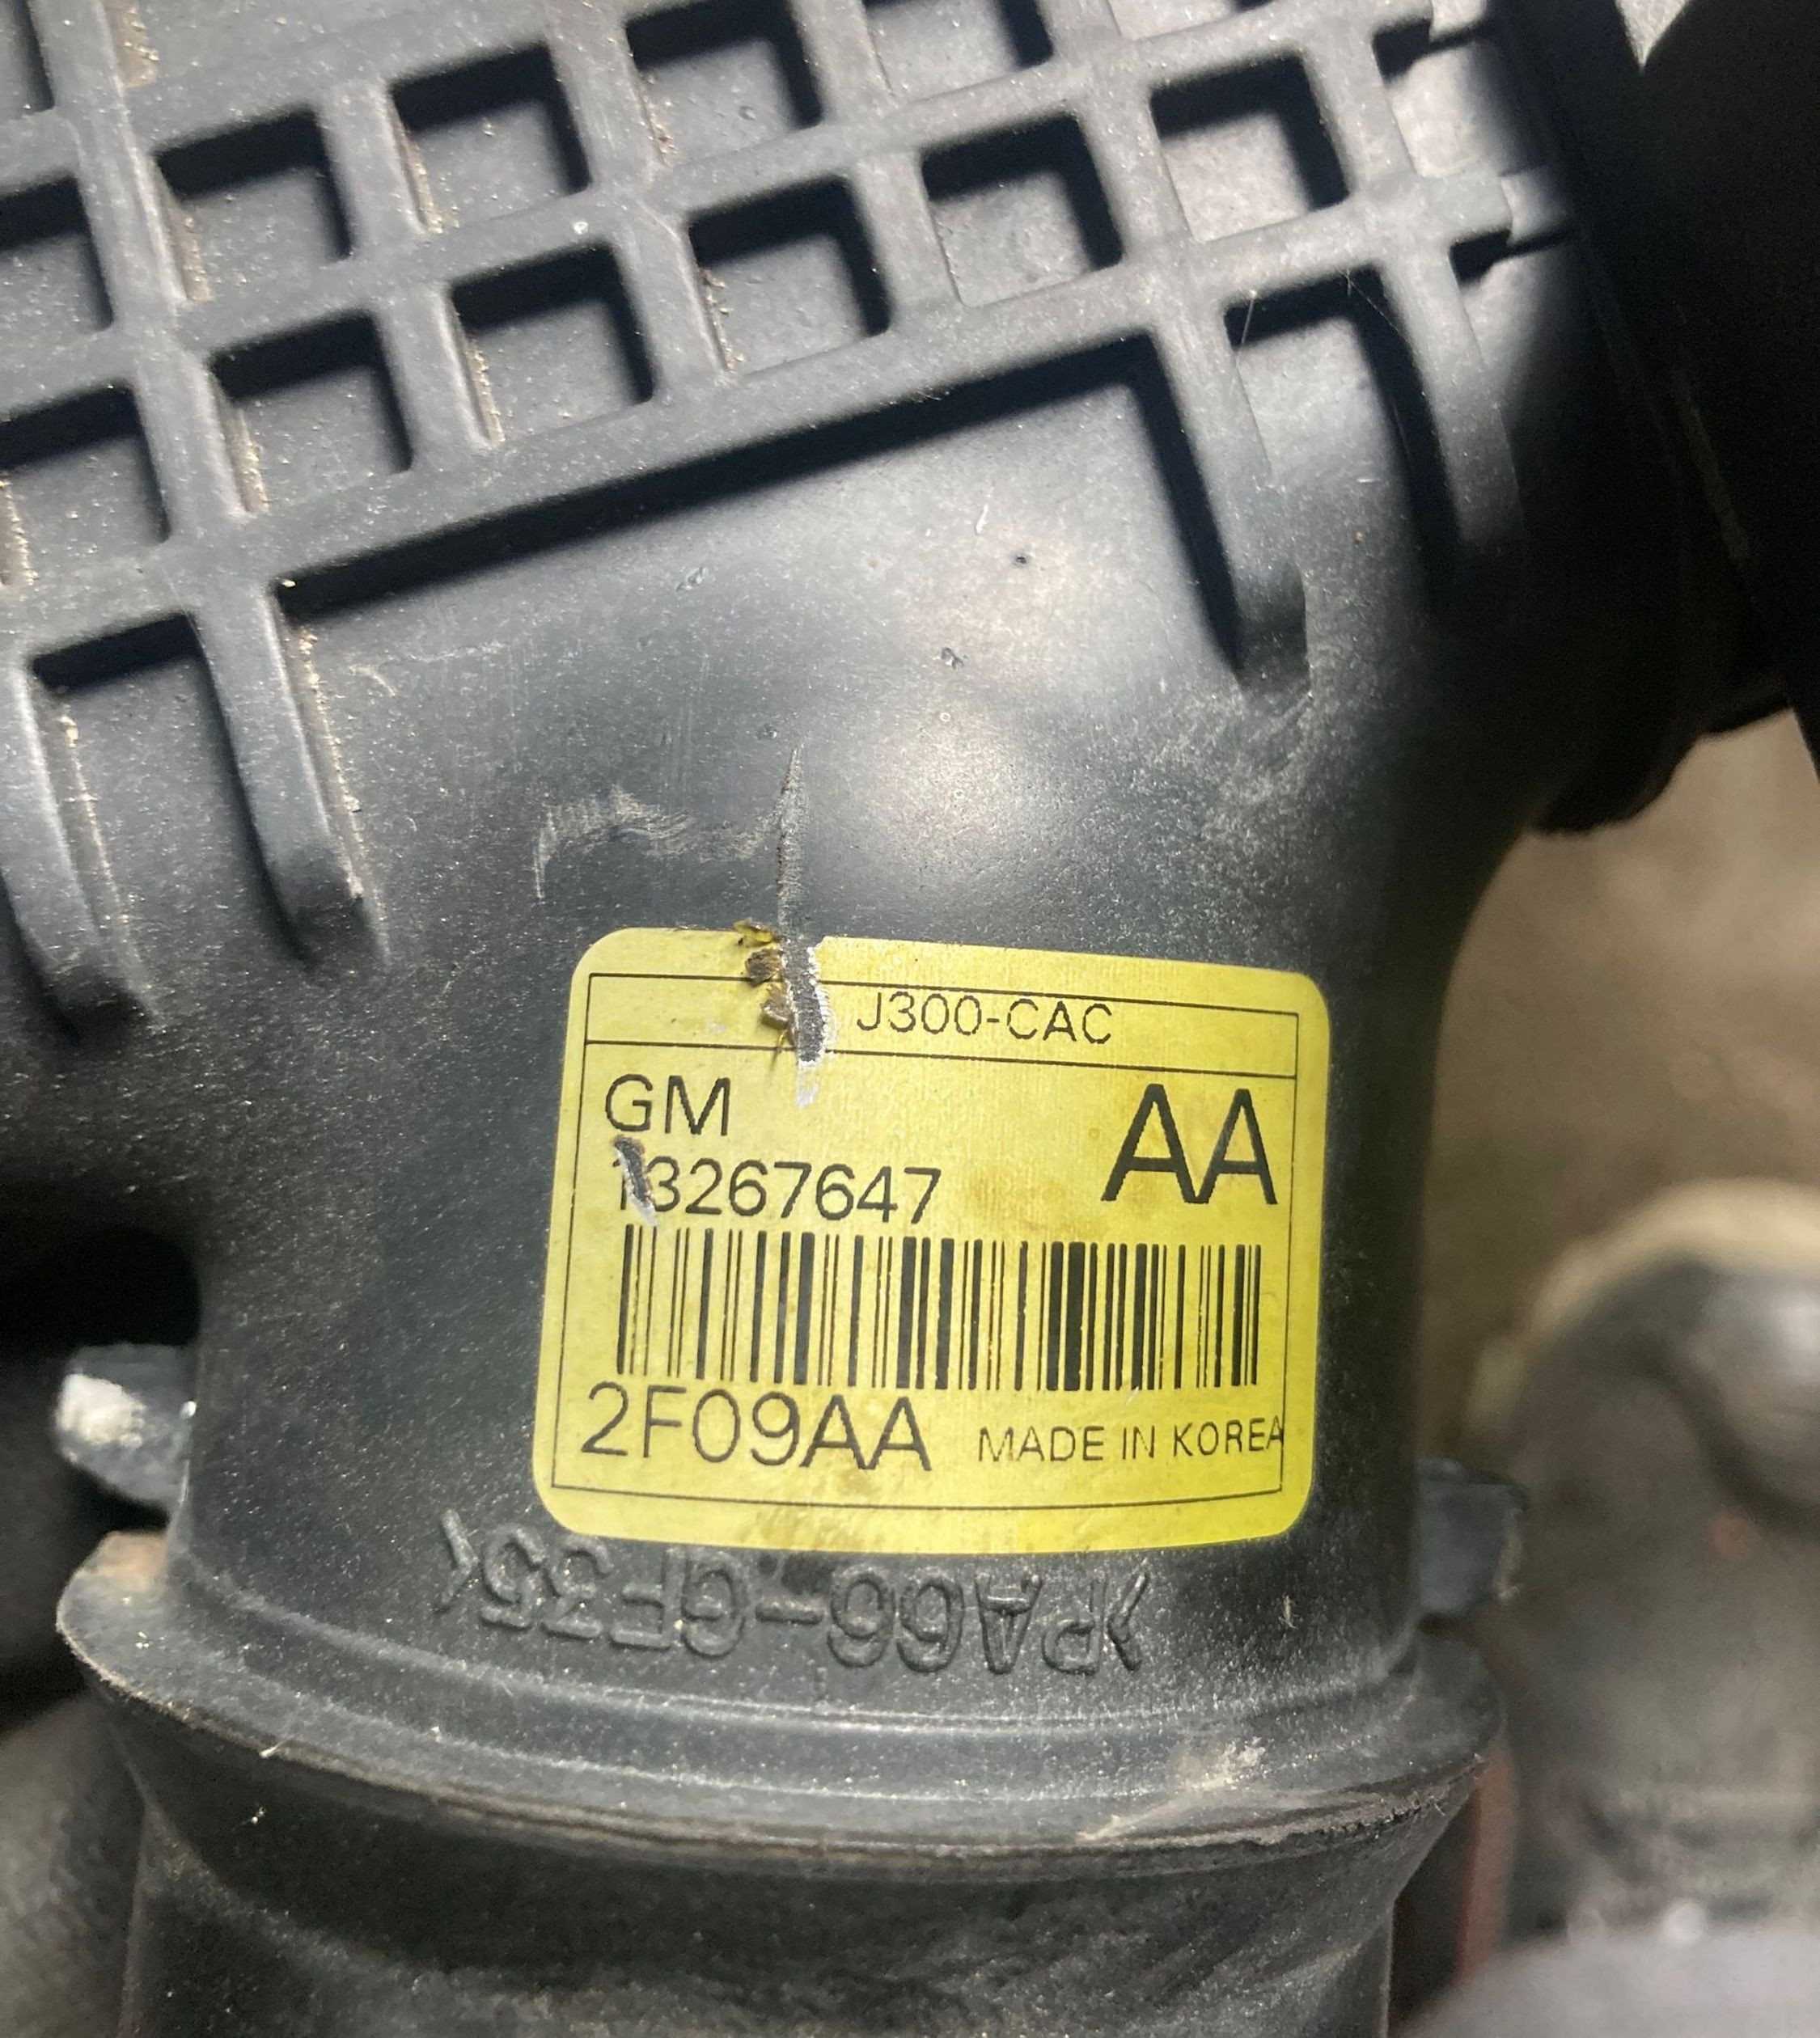 J300-CAC
GM
AA
13267647
2F09AA MADE IN KOREA
>PA66-GF35<